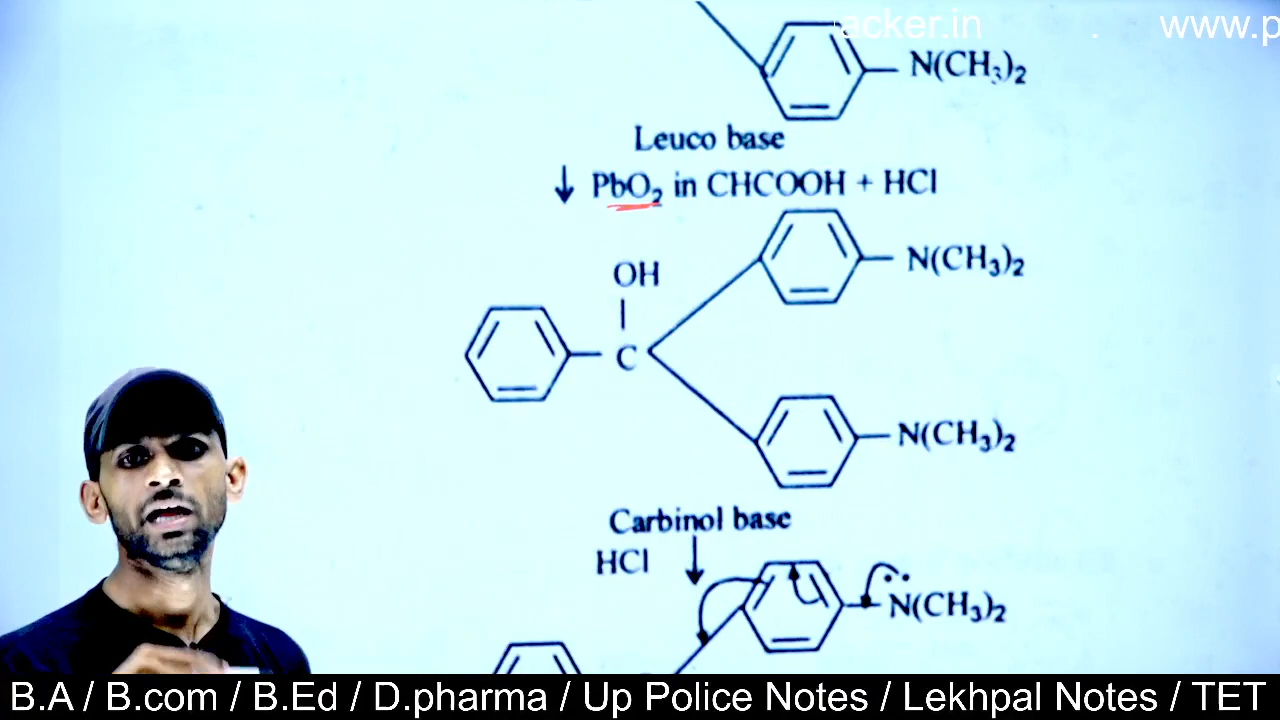 acker.in . www.p
N(CH₃)₂
Leuco base
↓ PbO₂ in CHCOOH + HCl
OH
N(CH₃)₂
C
N(CH₃)₂
Carbinol base
HCl ↓
N(CH₃)₂
B.A / B.com / B.Ed / D.pharma / Up Police Notes / Lekhpal Notes / TET